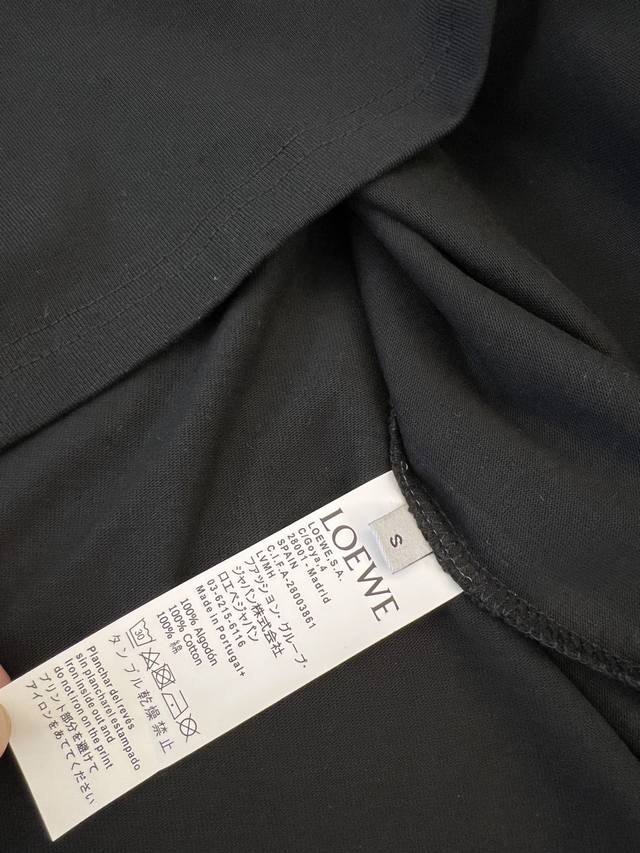 LOEWE
S
LOEWE,S.A.
C/Goya,4
28001-Madrid
SPAIN
C.I.F.A-28003861
LVMH
ファッション・グループ・
ジャパン株式会社
ロエベジャパン
03-6215-6116
Made in Portugal+
100% Algodón
100% Cotton
100% 綿
30
タンブル乾燥禁止
Planchar del revés
sin planchar el estampado
Iron inside out and
do not iron on the print
プリント部分を避けて
アイロンをあててください